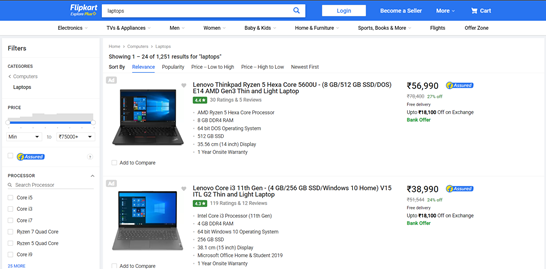 Flipkart
Explore Plus
laptops
Login
Become a Seller
More
Cart
Electronics
TVs & Appliances
Men
Women
Baby & Kids
Home & Furniture
Sports, Books & More
Flights
Offer Zone
Filters
CATEGORIES
Computers
Laptops
PRICE
Min
to
₹75000+
Assured
?
PROCESSOR
Search Processor
Core i5
Core i3
Core i7
Ryzen 7 Quad Core
Ryzen 5 Quad Core
Core i9
25 MORE
Home > Computers > Laptops
Showing 1 – 24 of 1,251 results for "laptops"
Sort By Relevance Popularity Price -- Low to High Price -- High to Low Newest First
Ad
Lenovo Thinkpad Ryzen 5 Hexa Core 5600U - (8 GB/512 GB SSD/DOS)
E14 AMD Gen3 Thin and Light Laptop
4.4 ★ 30 Ratings & 5 Reviews
AMD Ryzen 5 Hexa Core Processor
8 GB DDR4 RAM
64 bit DOS Operating System
512 GB SSD
35.56 cm (14 inch) Display
1 Year Onsite Warranty
Add to Compare
₹56,990
Assured
27% off
Free delivery
Upto ₹18,100 Off on Exchange
Bank Offer
Ad
Lenovo Core i3 11th Gen - (4 GB/256 GB SSD/Windows 10 Home) V15
ITL G2 Thin and Light Laptop
119 Ratings & 12 Reviews
Intel Core i3 Processor (11th Gen)
4 GB DDR4 RAM
64 bit Windows 10 Operating System
256 GB SSD
38.1 cm (15 inch) Display
Microsoft Office Home & Student 2019
1 Year Onsite Warranty
Add to Compare
₹38,990
Assured
24% off
Free delivery
Upto ₹18,100 Off on Exchange
Bank Offer